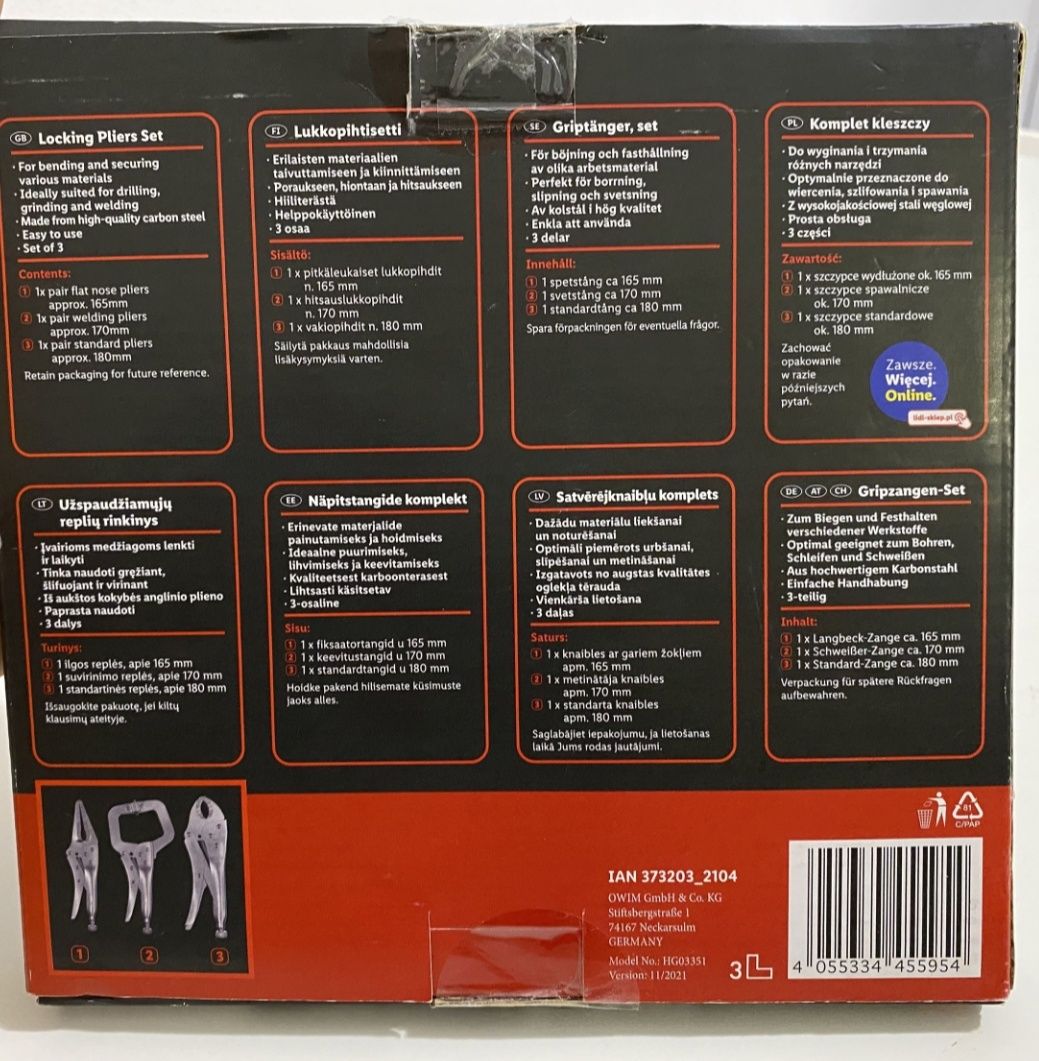 GB Locking Pliers Set
· For bending and securing
various materials
· Ideally suited for drilling,
grinding and welding
· Made from high-quality carbon steel
· Easy to use
· Set of 3
Contents:
1 1x pair flat nose pliers
approx. 165mm
2 1x pair welding pliers
approx. 170mm
3 1x pair standard pliers
approx. 180mm
Retain packaging for future reference.
FI Lukkopihtisetti
· Erilaisten materiaalien
taivuttamiseen ja kiinnittämiseen
· Poraukseen, hiontaan ja hitsaukseen
· Hiiliterästä
· Helppokäyttöinen
· 3 osaa
Sisältö:
1 1 x pitkäleukaiset lukkopihdit
n. 165 mm
2 1 x hitsauslukkopihdit
n. 170 mm
3 1 x vakiopihdit n. 180 mm
Säilytä pakkaus mahdollisia
lisäkysymyksiä varten.
SE Griptänger, set
· För böjning och fasthållning
av olika arbetsmaterial
· Perfekt för borrning,
slipning och svetsning
· Av kolstål i hög kvalitet
· Enkla att använda
· 3 delar
Innehåll:
1 1 spetstång ca 165 mm
2 1 svetstång ca 170 mm
3 1 standardtång ca 180 mm
Spara förpackningen för eventuella frågor.
PL Komplet kleszczy
· Do wyginania i trzymania
różnych narzędzi
· Optymalnie przeznaczone do
wiercenia, szlifowania i spawania
· Z wysokojakościowej stali węglowej
· Prosta obsługa
· 3 części
Zawartość:
1 1 x szczypce wydłużone ok. 165 mm
2 1 x szczypce spawalnicze
ok. 170 mm
3 1 x szczypce standardowe
ok. 180 mm
Zachować
opakowanie
w razie
późniejszych
pytań.
Zawsze.
Więcej.
Online.
lidl-sklep.pl
LT Užspaudžiamųjų
replių rinkinys
· Įvairioms medžiagoms lenkti
ir laikyti
· Tinka naudoti gręžiant,
šlifuojant ir virinant
· Iš aukštos kokybės anglinio plieno
· Paprasta naudoti
· 3 dalys
Turinys:
1 1 ilgos replės, apie 165 mm
2 1 suvirinimo replės, apie 170 mm
3 1 standartinės replės, apie 180 mm
Išsaugokite pakuotę, jei kiltų
klausimų ateityje.
EE Näpitstangide komplekt
· Erinevate materjalide
painutamiseks ja hoidmiseks
· Ideaalne puurimiseks,
lihvimiseks ja keevitamiseks
· Kvaliteetsest karboonterasest
· Lihtsasti käsitsetav
· 3-osaline
Sisu:
1 1 x fiksaatortangid u 165 mm
2 1 x keevitustangid u 170 mm
3 1 x standardtangid u 180 mm
Hoidke pakend hilisemate küsimuste
jaoks alles.
LV Satvērējknaibļu komplets
· Dažādu materiālu liekšanai
un noturēšanai
· Optimāli piemērots urbšanai,
slīpēšanai un metināšanai
· Izgatavots no augstas kvalitātes
oglekļa tērauda
· Vienkārša lietošana
· 3 daļas
Saturs:
1 1 x knaibles ar gariem žokļiem
apm. 165 mm
2 1 x metinātāja knaibles
apm. 170 mm
3 1 x standarta knaibles
apm. 180 mm
Saglabājiet iepakojumu, ja lietošanas
laikā Jums rodas jautājumi.
DE AT CH Gripzangen-Set
· Zum Biegen und Festhalten
verschiedener Werkstoffe
· Optimal geeignet zum Bohren,
Schleifen und Schweißen
· Aus hochwertigem Karbonstahl
· Einfache Handhabung
· 3-teilig
Inhalt:
1 1 x Langbeck-Zange ca. 165 mm
2 1 x Schweißer-Zange ca. 170 mm
3 1 x Standard-Zange ca. 180 mm
Verpackung für spätere Rückfragen
aufbewahren.
1 2 3
IAN 373203_2104
OWIM GmbH & Co. KG
Stiftsbergstraße 1
74167 Neckarsulm
GERMANY
Model No.: HG03351
Version: 11/2021
3L
81
C/PAP
4 055334 455954